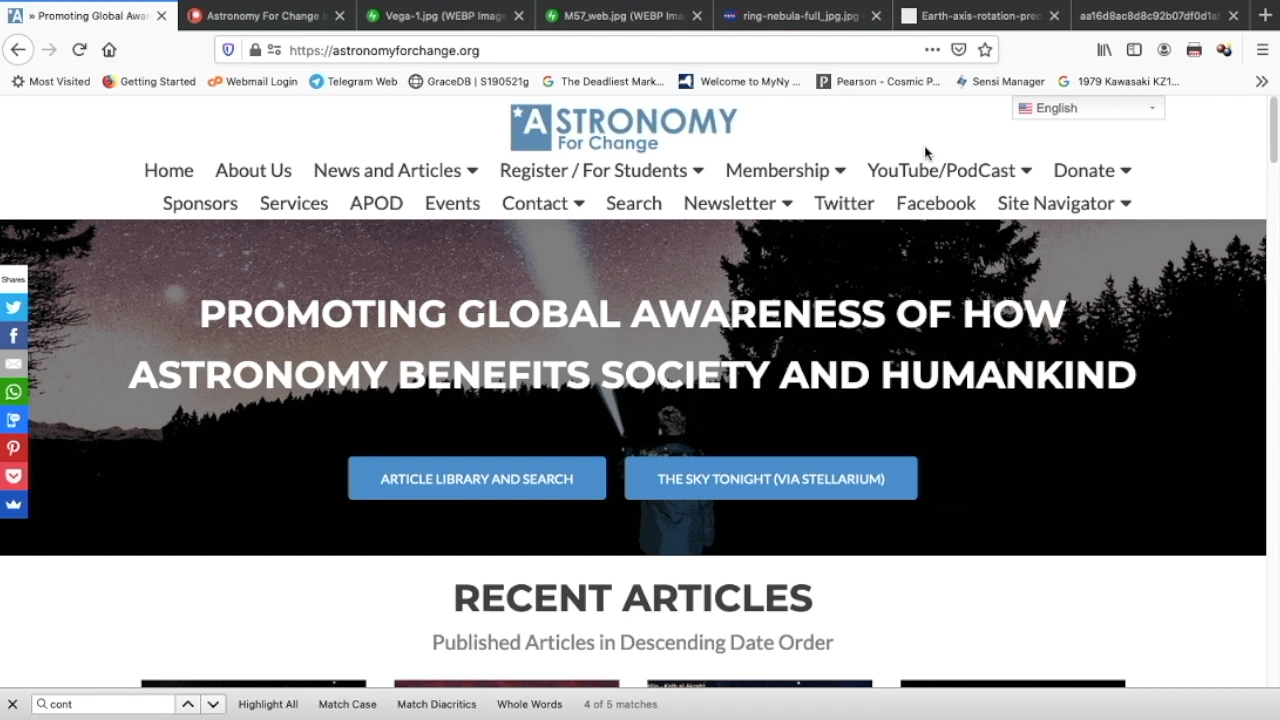 » Promoting Global Awar
Astronomy For Change i
Vega-1.jpg (WEBP Image
M57_web.jpg (WEBP Ima
ring-nebula-full_jpg.jpg
Earth-axis-rotation-prec
https://astronomyforchange.org
Most Visited Getting Started Webmail Login Telegram Web GraceDB | S190521g The Deadliest Mark... Welcome to MyNy ... Pearson - Cosmic P... Sensi Manager 1979 Kawasaki KZ1...
English
ASTRONOMY
For Change
Home About Us News and Articles Register / For Students Membership YouTube/PodCast Donate
Sponsors Services APOD Events Contact Search Newsletter Twitter Facebook Site Navigator
Shares
PROMOTING GLOBAL AWARENESS OF HOW
ASTRONOMY BENEFITS SOCIETY AND HUMANKIND
ARTICLE LIBRARY AND SEARCH
THE SKY TONIGHT (VIA STELLARIUM)
RECENT ARTICLES
Published Articles in Descending Date Order
cont Highlight All Match Case Match Diacritics Whole Words 4 of 5 matches